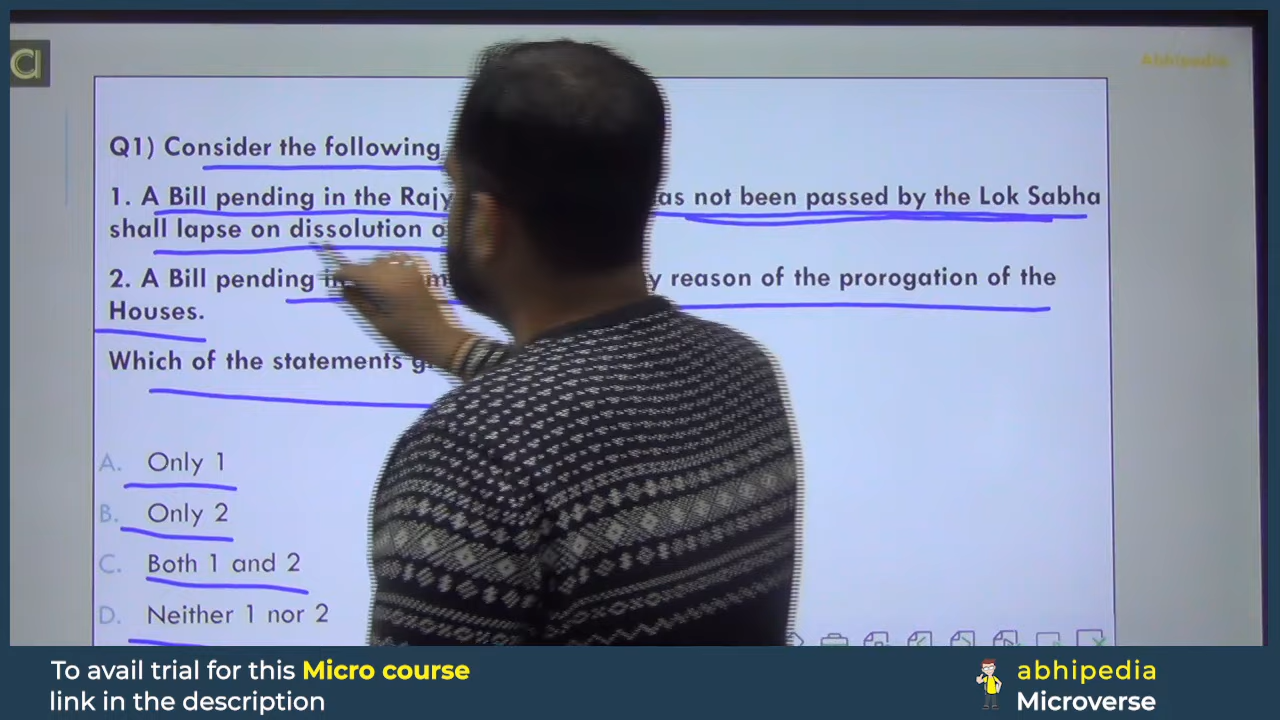 Abhipedia
Q1) Consider the following
1. A Bill pending in the not been passed by the Lok Sabha
shall lapse on dissolution
2. A Bill pending reason of the prorogation of the
Houses.
Which of the statements
A. Only 1
B. Only 2
C. Both 1 and 2
D. Neither 1 nor 2
To avail trial for this Micro course
link in the description
abhipedia
Microverse